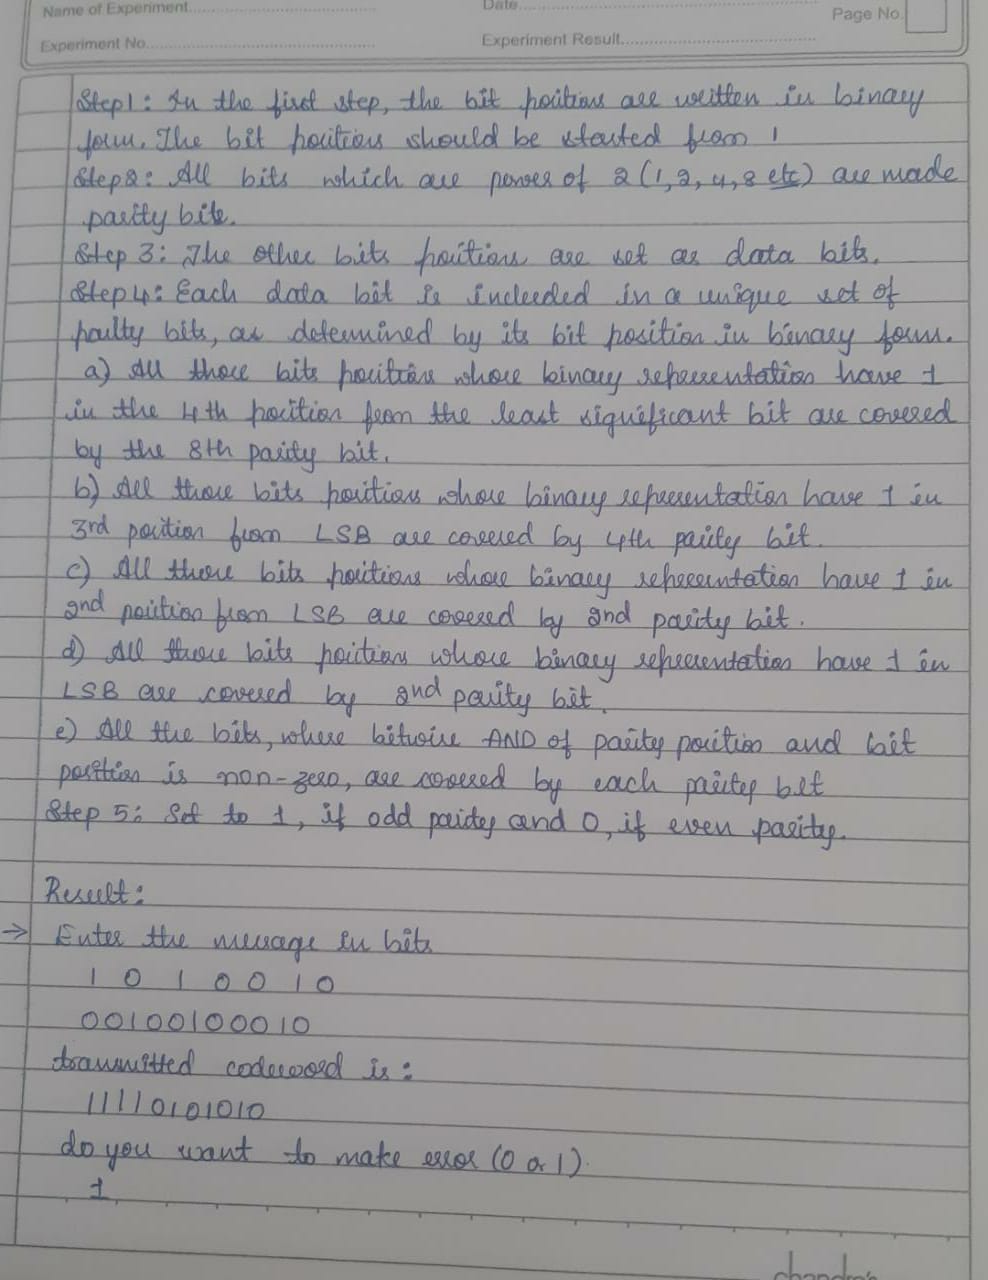 Name of Experiment
Date
Page No.
Experiment No.
Experiment Result
Step1: In the first step, the bit positions are written in binary
form. The bit positions should be started from 1
Step2: All bits which are powers of 2 (1, 2, 4, 8 etc) are made
parity bits.
Step 3: The other bits positions are set as data bits.
Step4: Each data bit is included in a unique set of
parity bits, as determined by its bit position in binary form.
a) All those bits positions whose binary representation have 1
in the 4th position from the least significant bit are covered
by the 8th parity bit.
b) All those bits positions whose binary representation have 1 in
3rd position from LSB are covered by 4th parity bit.
c) All those bits positions whose binary representation have 1 in
2nd position from LSB are covered by 2nd parity bit.
d) All those bits positions whose binary representation have 1 in
LSB are covered by 2nd parity bit.
e) All the bits, where bitwise AND of parity position and bit
position is non-zero, are covered by each parity bit
Step 5: Set to 1, if odd parity and 0, if even parity.
Result:
→ Enter the message in bits
1 0 1 0 0 1 0
00100100010
transmitted codeword is:
11110101010
do you want to make error (0 or 1).
1